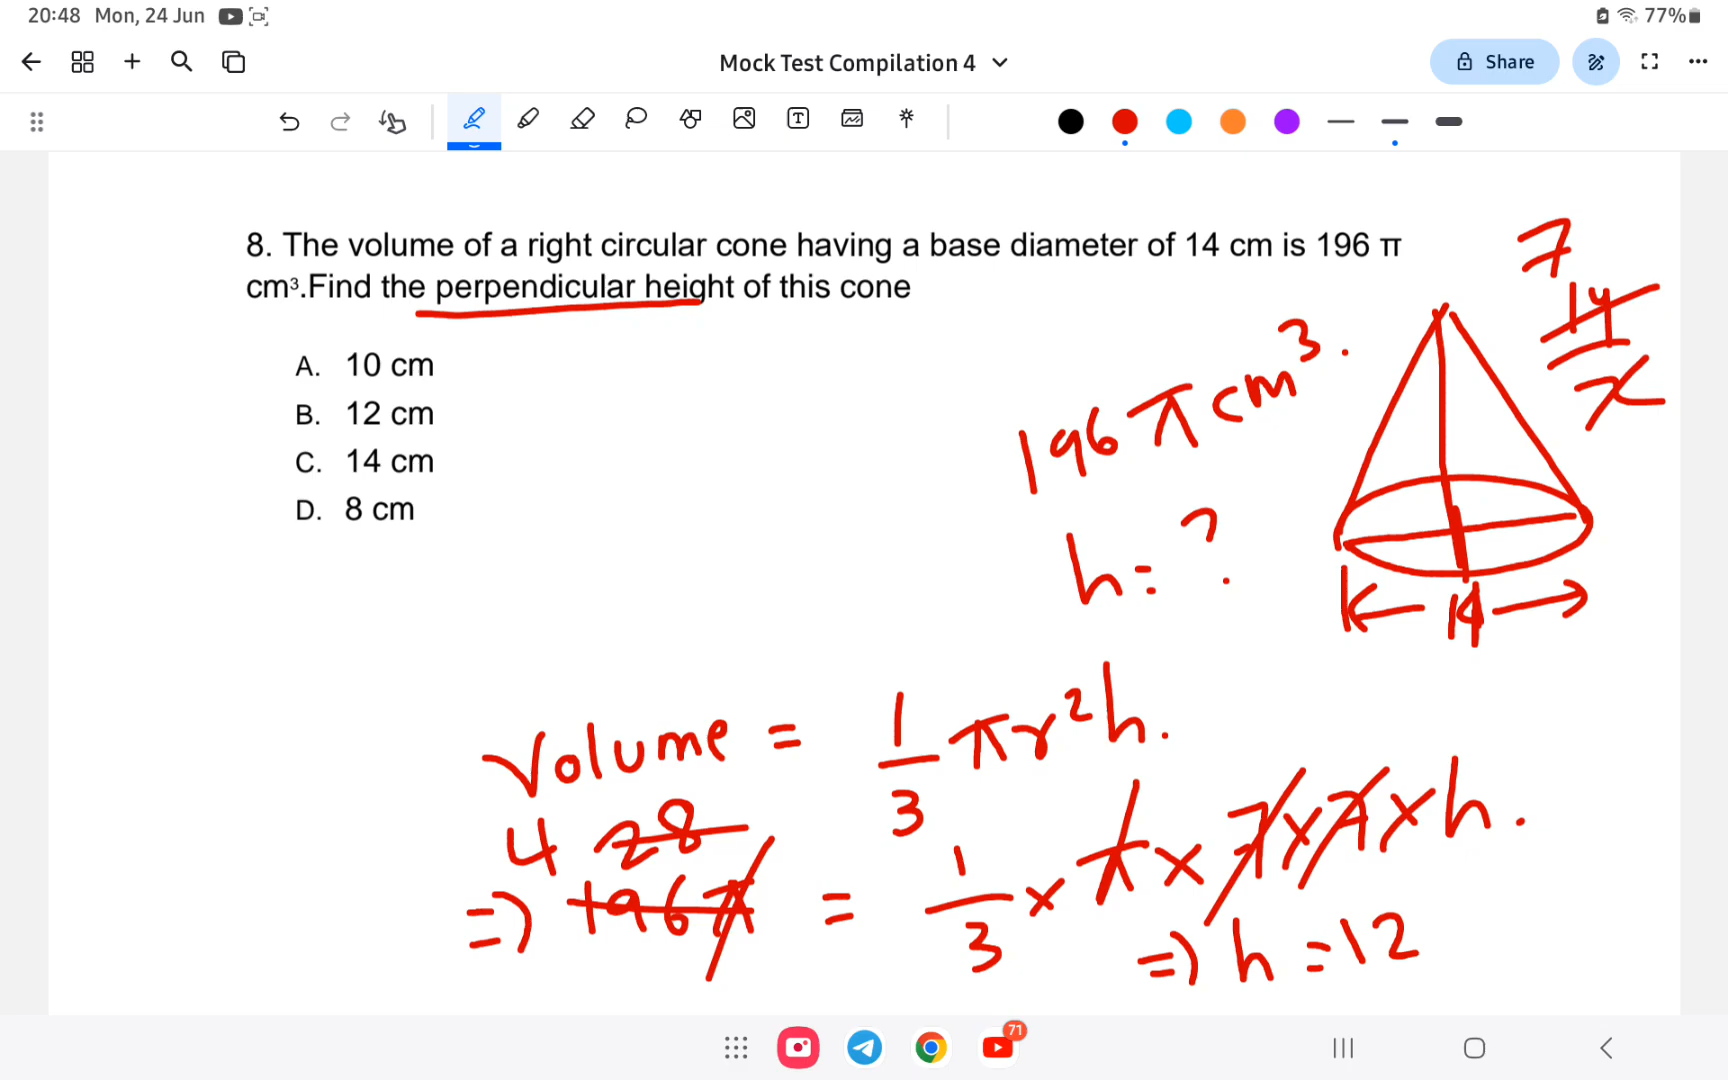 20:48 Mon, 24 Jun
77%
Mock Test Compilation 4
Share
8. The volume of a right circular cone having a base diameter of 14 cm is 196 π
cm³.Find the perpendicular height of this cone
A. 10 cm
B. 12 cm
C. 14 cm
D. 8 cm
7
14
2
196 π cm³.
h = ?
14
Volume = 1/3 πr²h.
4 28
⇒ 196π = 1/3 × π × 7 × 7 × h.
⇒ h = 12
71